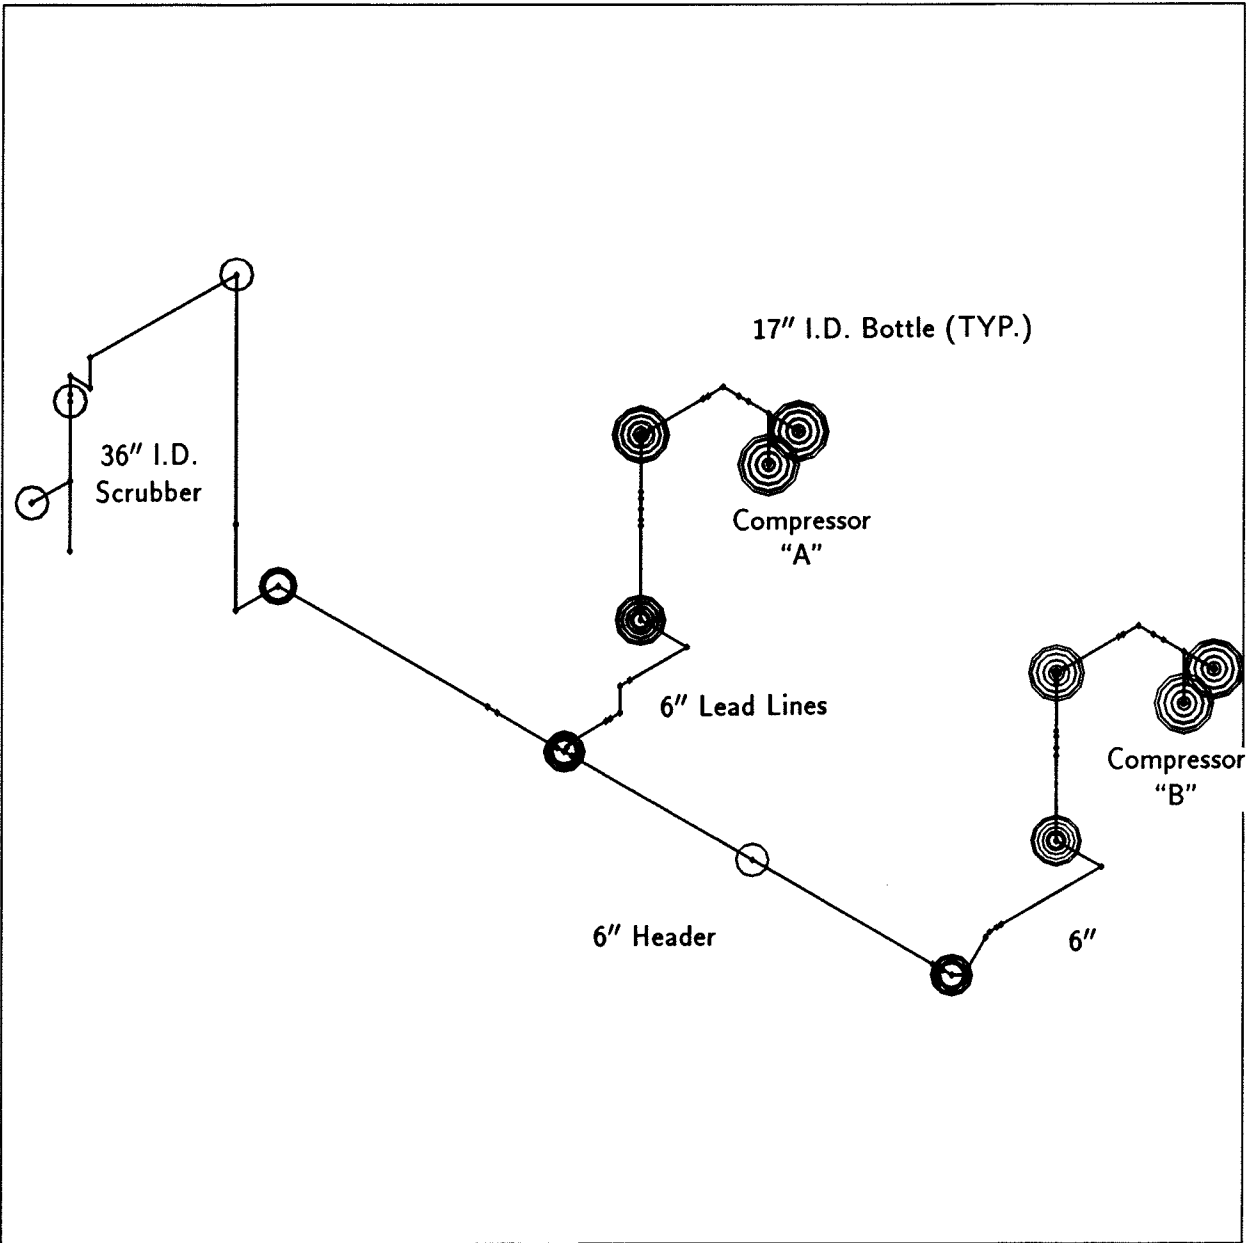 17″ I.D. Bottle (TYP.)
36″ I.D.
Scrubber
Compressor
“A”
6″ Lead Lines
Compressor
“B”
6″ Header
6″